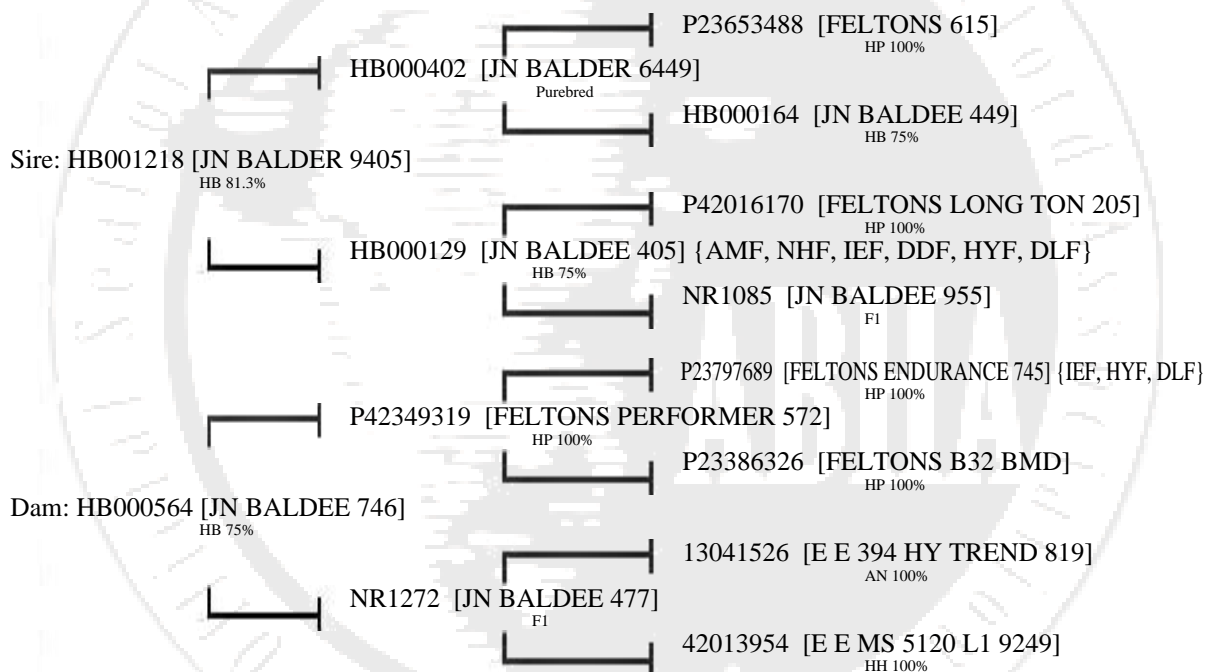 P23653488 [FELTONS 615]
HP 100%
HB000402 [JN BALDER 6449]
Purebred
HB000164 [JN BALDEE 449]
HB 75%
Sire: HB001218 [JN BALDER 9405]
HB 81.3%
P42016170 [FELTONS LONG TON 205]
HP 100%
HB000129 [JN BALDEE 405] {AMF, NHF, IEF, DDF, HYF, DLF}
HB 75%
NR1085 [JN BALDEE 955]
F1
P23797689 [FELTONS ENDURANCE 745] {IEF, HYF, DLF}
HP 100%
P42349319 [FELTONS PERFORMER 572]
HP 100%
P23386326 [FELTONS B32 BMD]
HP 100%
Dam: HB000564 [JN BALDEE 746]
HB 75%
13041526 [E E 394 HY TREND 819]
AN 100%
NR1272 [JN BALDEE 477]
F1
42013954 [E E MS 5120 L1 9249]
HH 100%